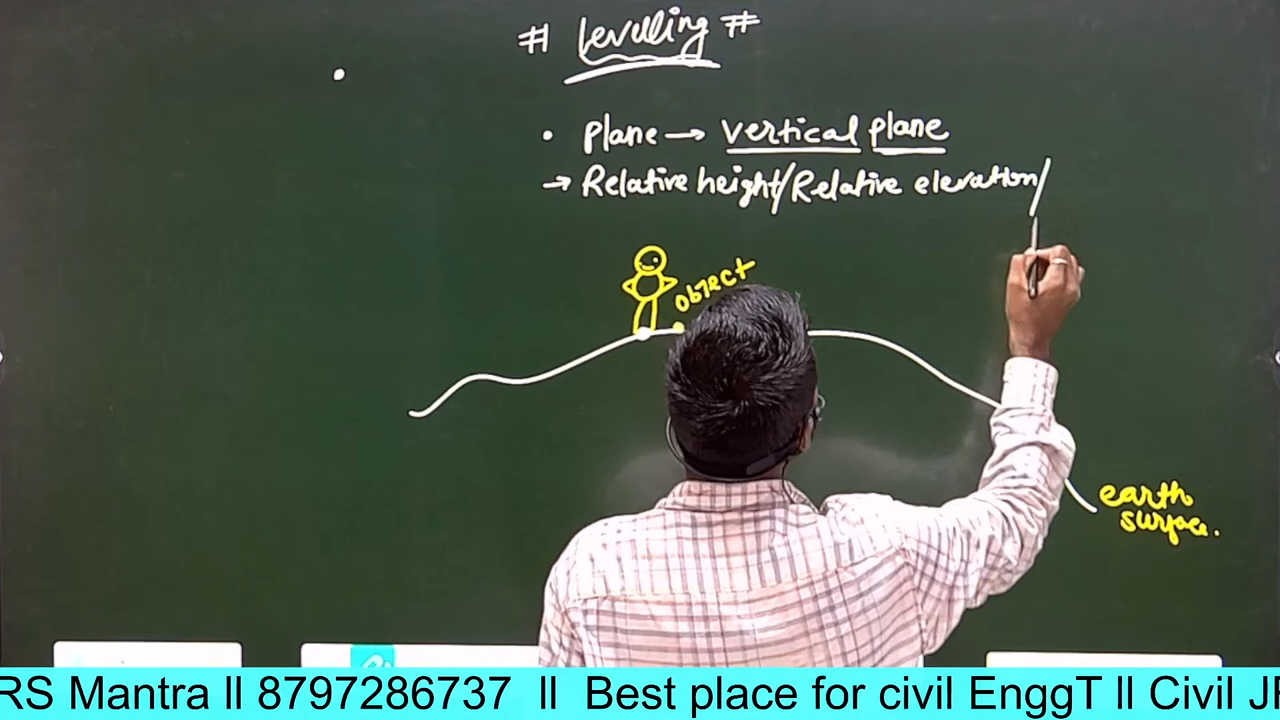 # Levelling #
• Plane → vertical plane
→ Relative height/Relative elevation/
object
earth
surface.
RS Mantra ll 8797286737 ll Best place for civil EnggT ll Civil JE